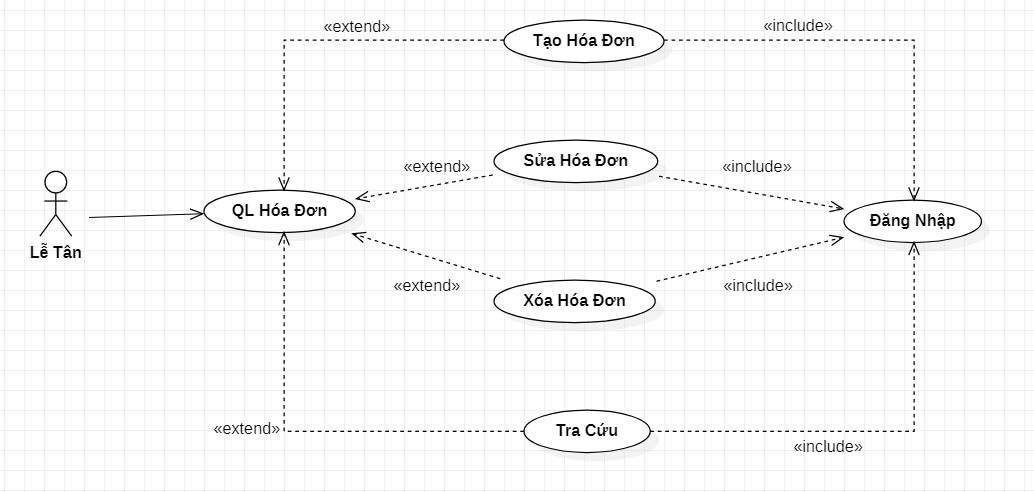 «extend»
Tạo Hóa Đơn
«include»
«extend»
Sửa Hóa Đơn
«include»
QL Hóa Đơn
Đăng Nhập
Lễ Tân
«extend»
Xóa Hóa Đơn
«include»
«extend»
Tra Cứu
«include»